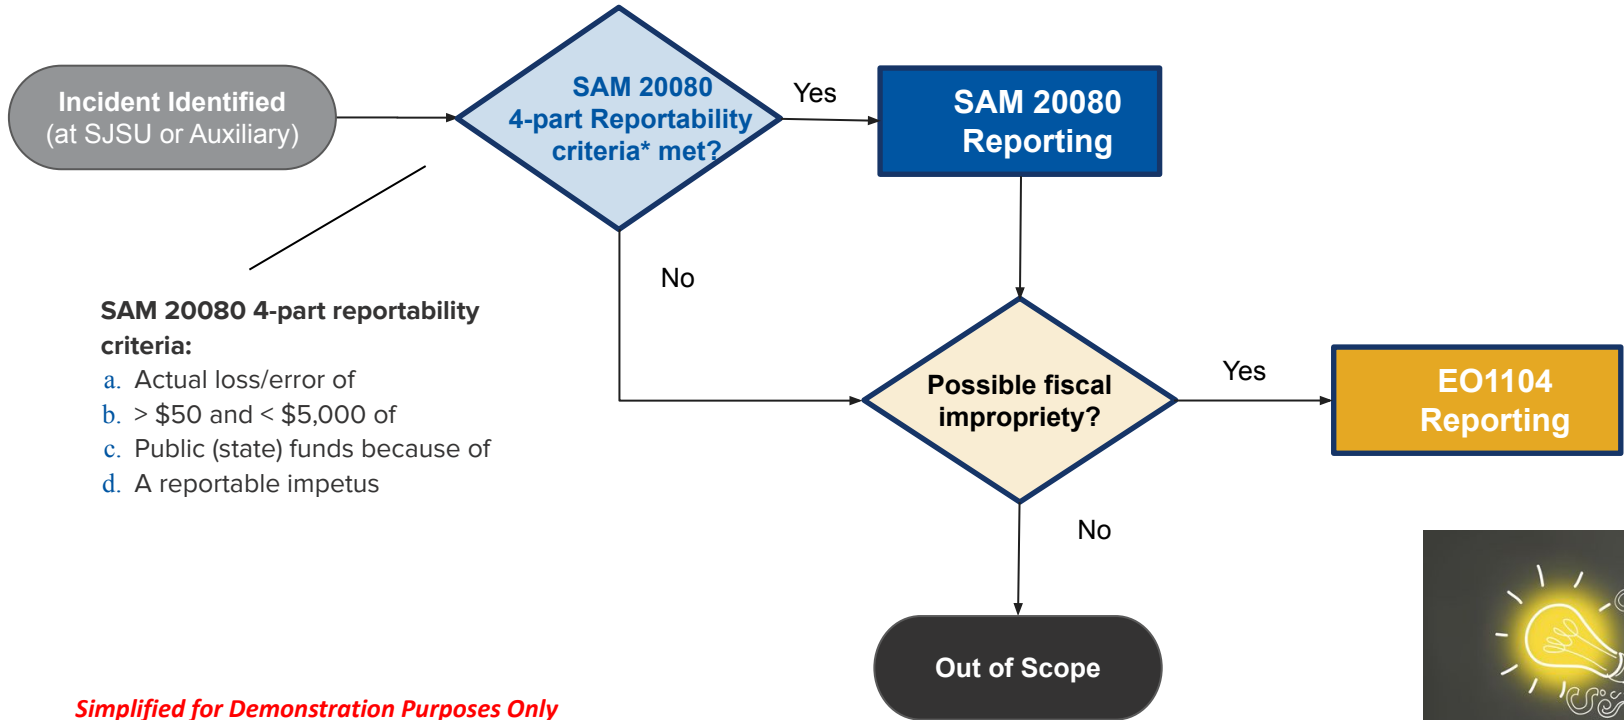 Incident Identified
(at SJSU or Auxiliary)
SAM 20080
4-part Reportability
criteria* met?
Yes
SAM 20080
Reporting
No
SAM 20080 4-part reportability
criteria:
a. Actual loss/error of
b. > $50 and < $5,000 of
c. Public (state) funds because of
d. A reportable impetus
Possible fiscal
impropriety?
Yes
EO1104
Reporting
No
Out of Scope
Simplified for Demonstration Purposes Only